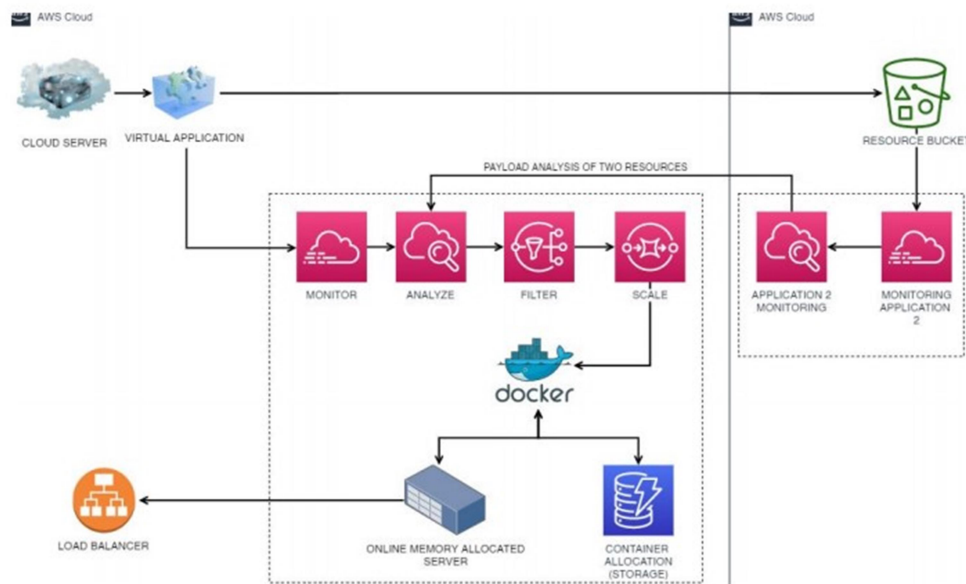 AWS Cloud
AWS Cloud
CLOUD SERVER
VIRTUAL APPLICATION
RESOURCE BUCKET
PAYLOAD ANALYSIS OF TWO RESOURCES
MONITOR
ANALYZE
FILTER
SCALE
APPLICATION 2
MONITORING
MONITORING
APPLICATION
2
docker
LOAD BALANCER
ONLINE MEMORY ALLOCATED
SERVER
CONTAINER
ALLOCATION
(STORAGE)